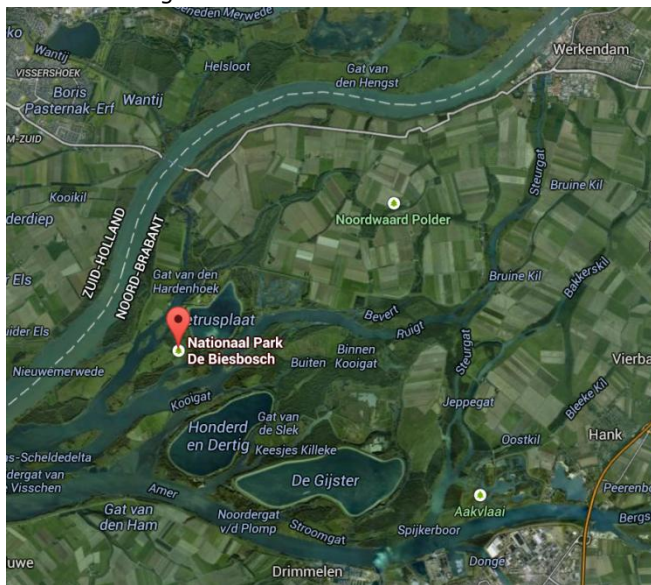 Wantij
VISSERSHOEK
Boris
Pasternak-Erf
Wantij
M-ZUID
Helsloot
Gat van
den Hengst
Werkendam
Kooikil
Noordwaard Polder
Steurgat
Bruine Kil
ZUID-HOLLAND
NOORD-BRABANT
Gat van den
Hardenhoek
Bruine Kil
Bakkerskil
etrusplaat
Nationaal Park
De Biesbosch
Bevert
Ruigt
Steurgat
Nieuwemerwede
Buiten
Binnen
Kooigat
Kooigat
Jeppegat
Bleeke Kil
Honderd
en Dertig
Gat van
de Slek
Keesjes Killeke
Oostkil
Hank
De Gijster
Aakvlaai
Amer
Gat van
den Ham
Noordergat
v/d Plomp
Stroomgat
Spijkerboor
Donge
Drimmelen